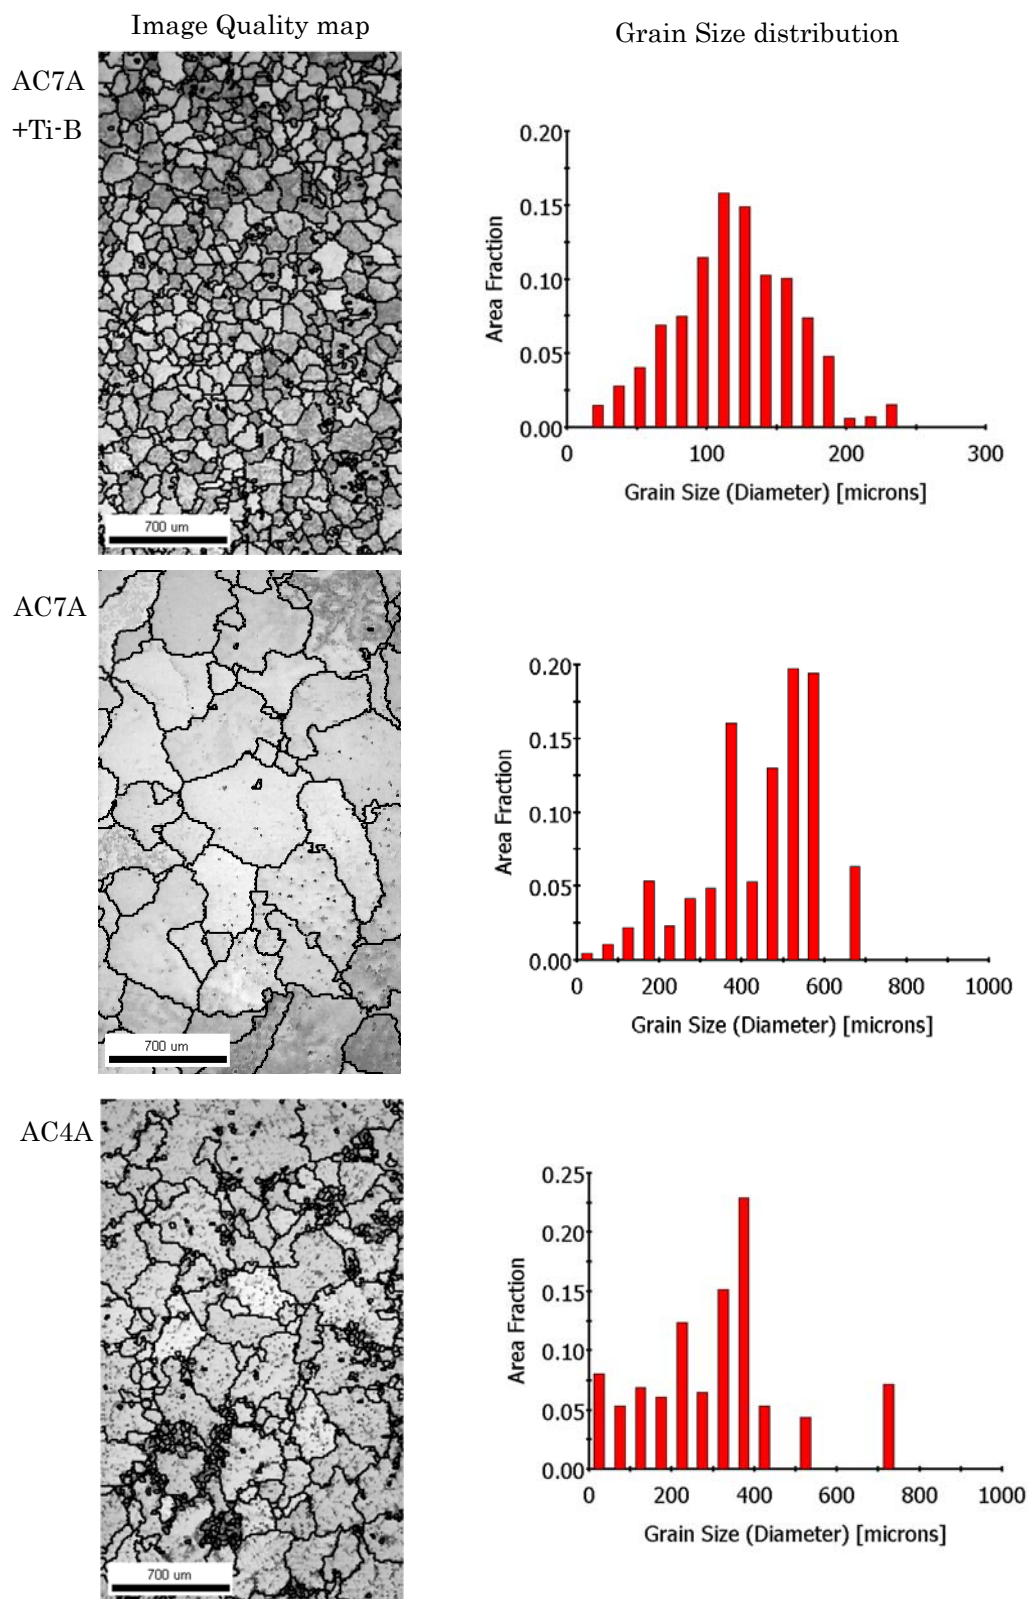 Image Quality map
Grain Size distribution
AC7A
+Ti-B
700 um
0.20
0.15
0.10
0.05
0.00
Area Fraction
0 100 200 300
Grain Size (Diameter) [microns]
AC7A
700 um
0.20
0.15
0.10
0.05
0.00
Area Fraction
0 200 400 600 800 1000
Grain Size (Diameter) [microns]
AC4A
700 um
0.25
0.20
0.15
0.10
0.05
0.00
Area Fraction
0 200 400 600 800 1000
Grain Size (Diameter) [microns]